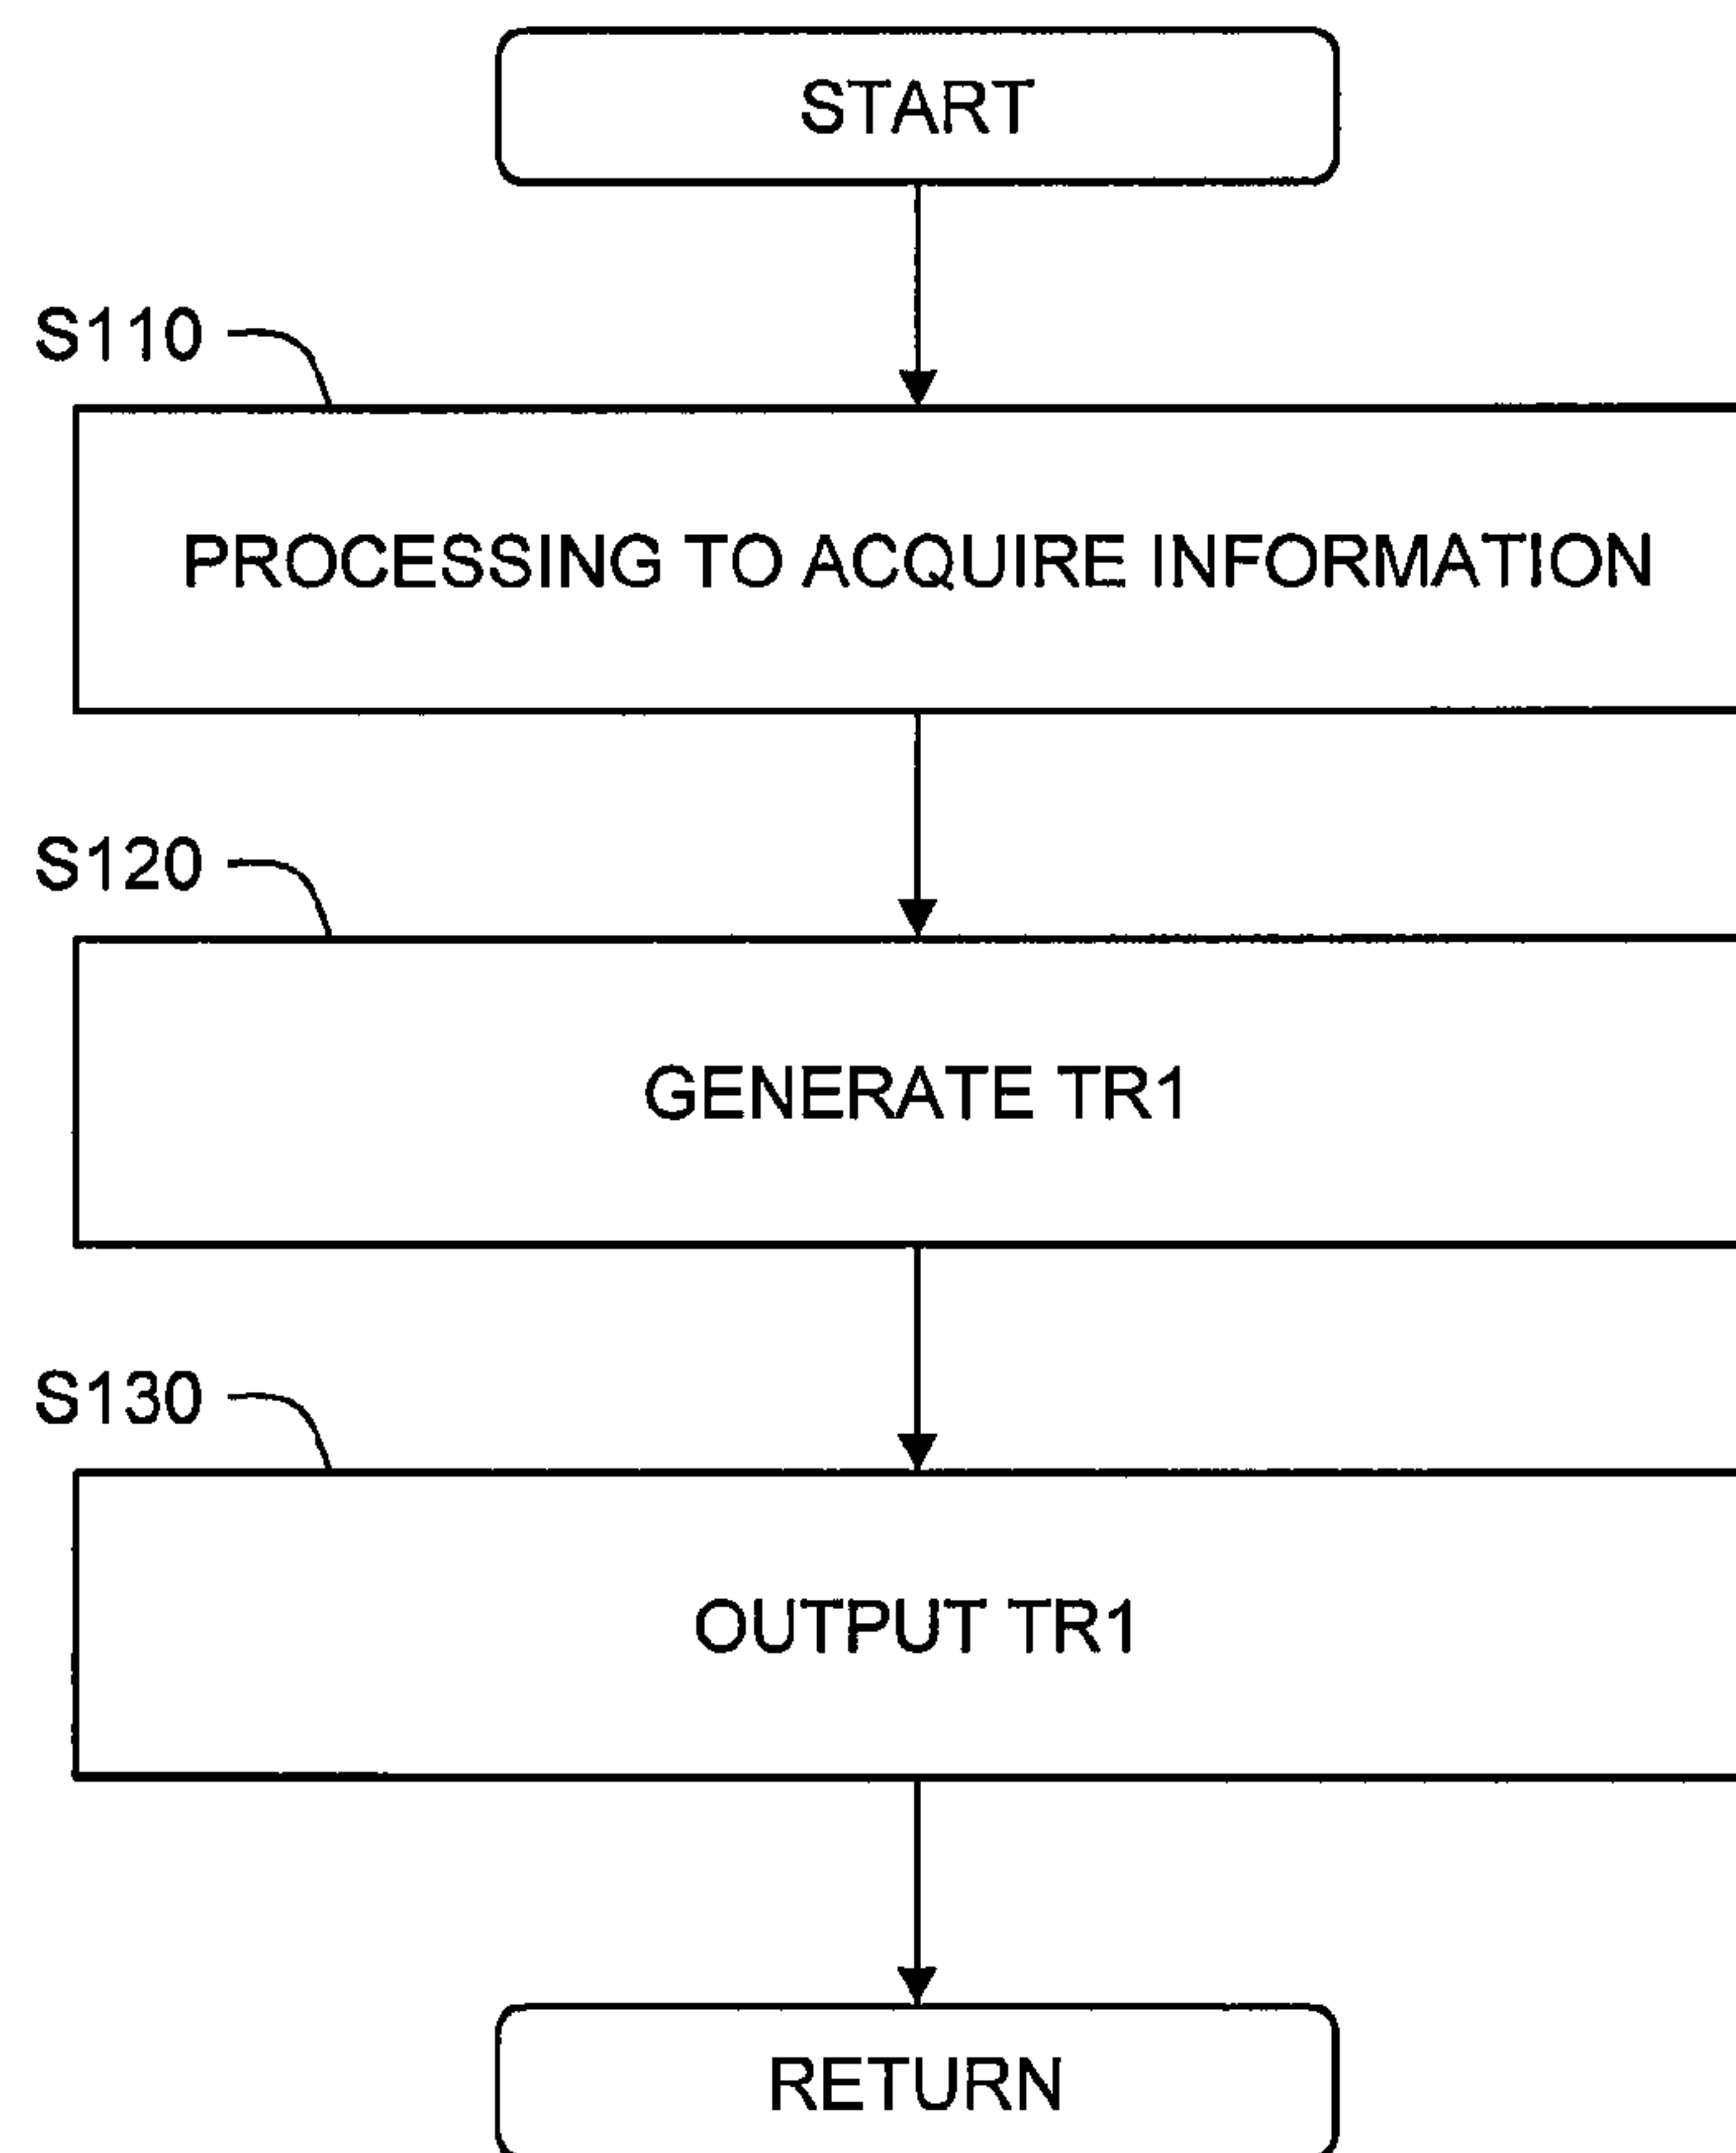 START
S110
PROCESSING TO ACQUIRE INFORMATION
S120
GENERATE TR1
S130
OUTPUT TR1
RETURN